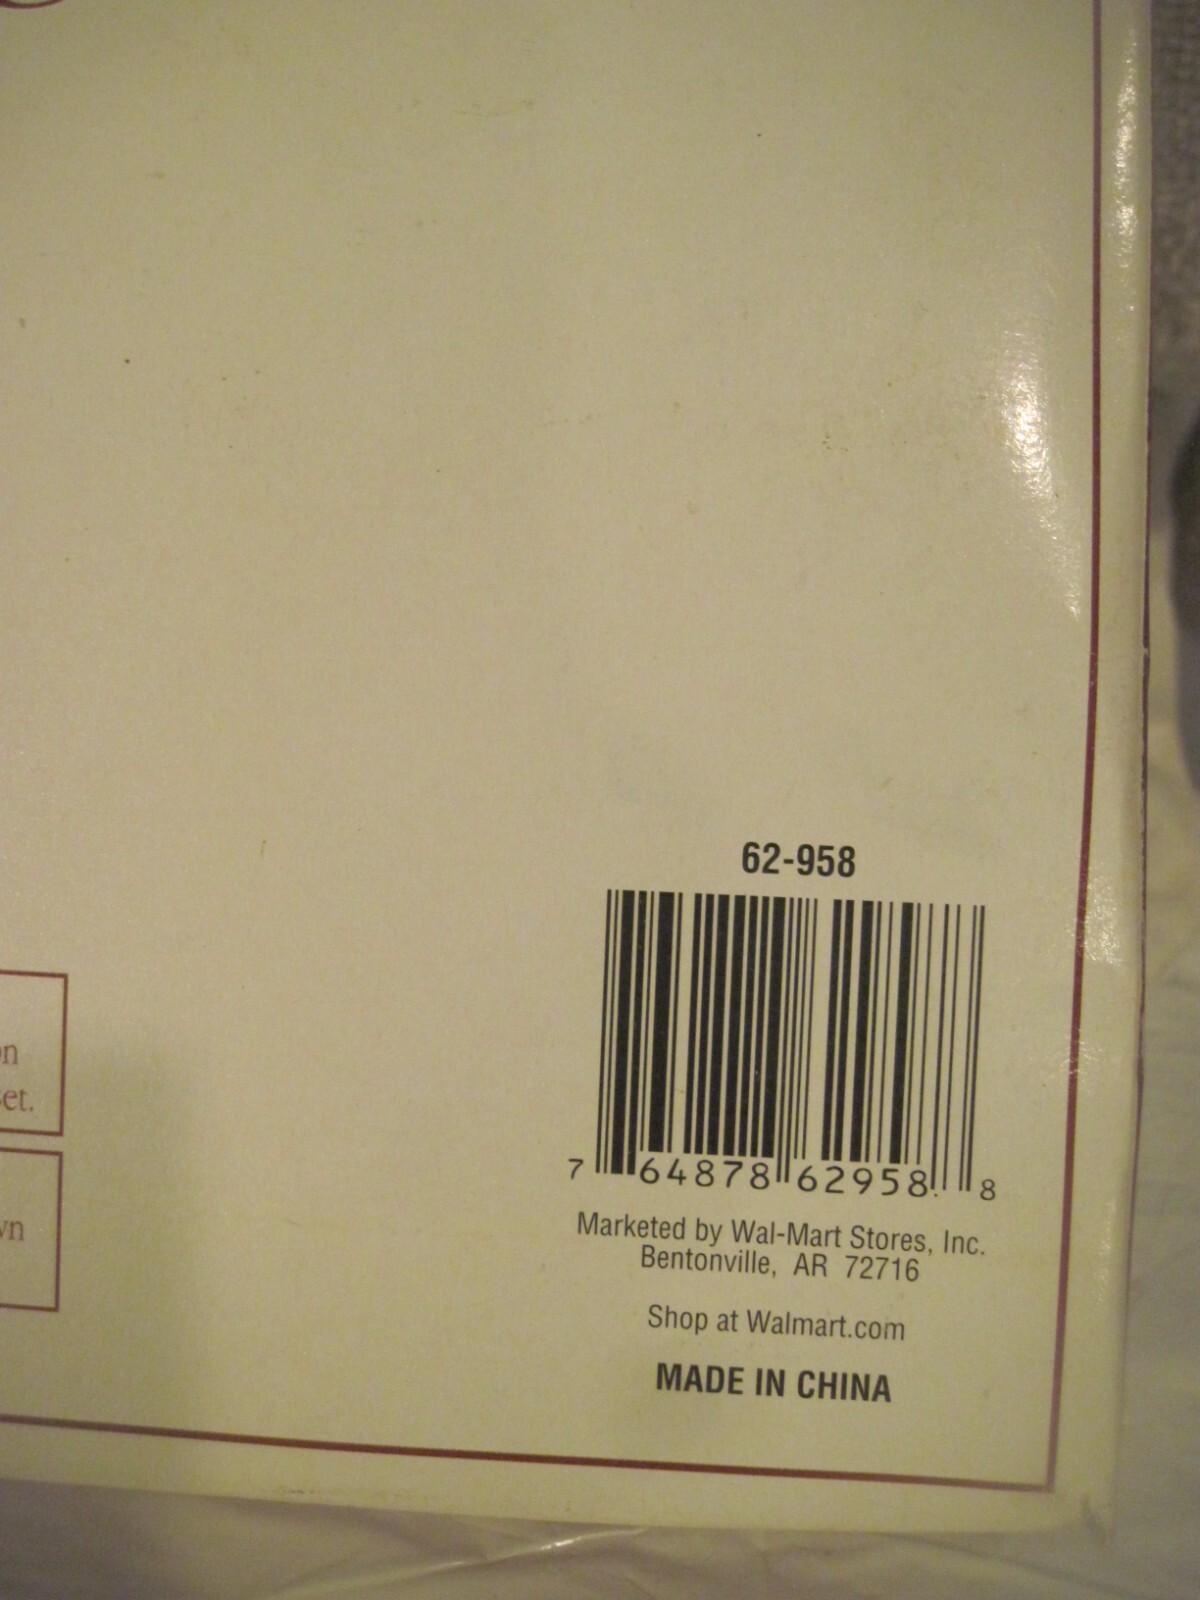 62-958
7 64878 62958 8
Marketed by Wal-Mart Stores, Inc.
Bentonville, AR 72716
Shop at Walmart.com
MADE IN CHINA